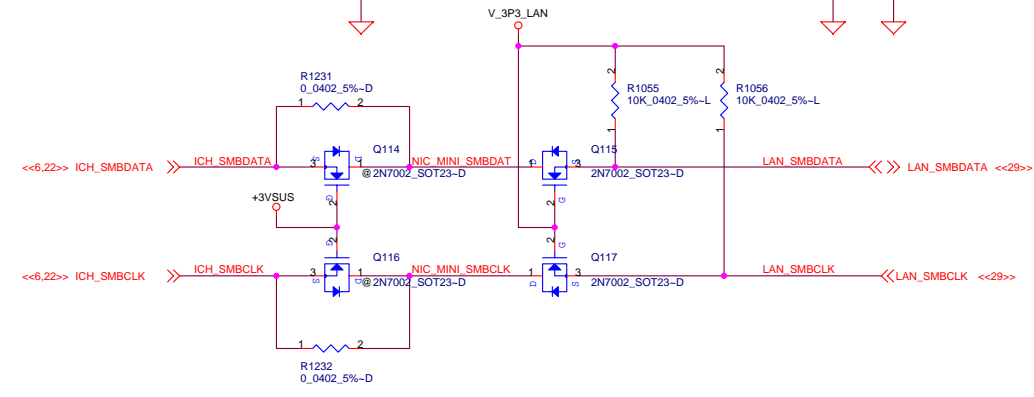 V_3P3_LAN
R1231
0_0402_5%~D
1 2
2 2
R1055
10K_0402_5%~L
R1056
10K_0402_5%~L
1 1
Q114
Q115
<<6,22>> ICH_SMBDATA
ICH_SMBDATA
3 S D 1
NIC_MINI_SMBDAT
1 D S 3
LAN_SMBDATA
LAN_SMBDATA <<29>>
@ 2N7002_SOT23~D
2N7002_SOT23~D
+3VSUS
2 G
2 G
2 G
2 G
Q116
Q117
<<6,22>> ICH_SMBCLK
ICH_SMBCLK
3 S D 1
NIC_MINI_SMBCLK
1 D S 3
LAN_SMBCLK
LAN_SMBCLK <<29>>
@ 2N7002_SOT23~D
2N7002_SOT23~D
1 2
R1232
0_0402_5%~D